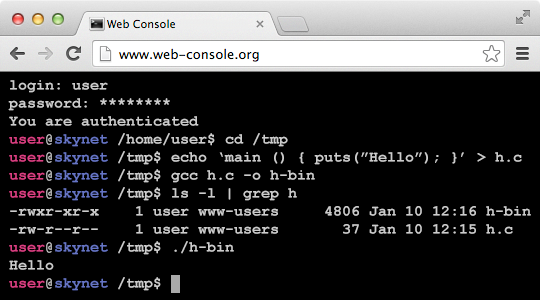 Web Console
www.web-console.org
login: user
password: ********
You are authenticated
user@skynet /home/user$ cd /tmp
user@skynet /tmp$ echo ‘main () { puts(”Hello”); }’ > h.c
user@skynet /tmp$ gcc h.c -o h-bin
user@skynet /tmp$ ls -l | grep h
-rwxr-xr-x    1 user www-users     4806 Jan 10 12:16 h-bin
-rw-r--r--    1 user www-users       37 Jan 10 12:15 h.c
user@skynet /tmp$ ./h-bin
Hello
user@skynet /tmp$